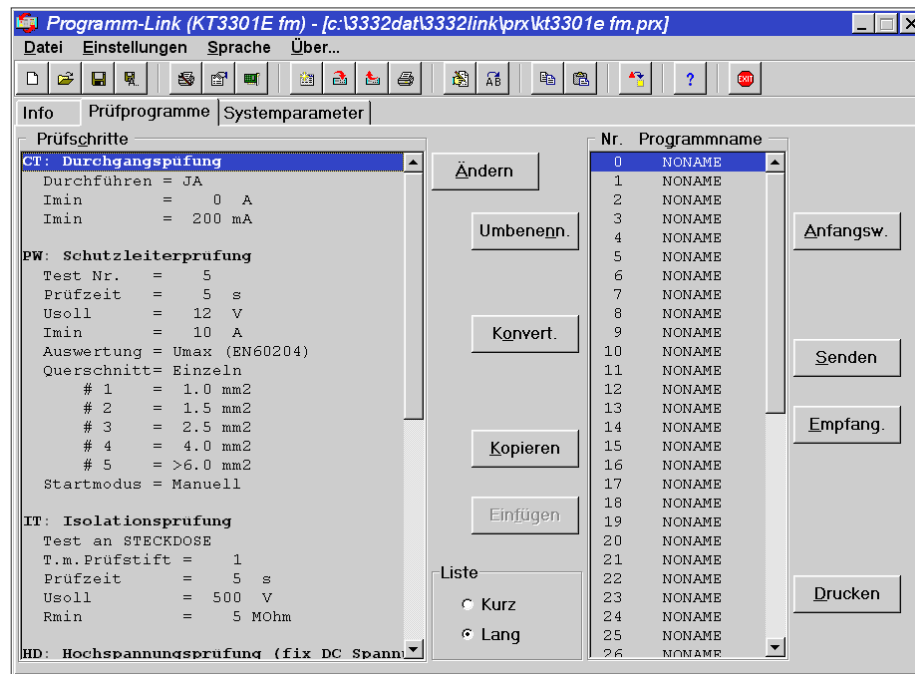 Programm-Link (KT3301E fm) - [c:\3332dat\3332link\prx\kt3301e fm.prx]
Datei Einstellungen Sprache Über...
AB ? EXIT
Info Prüfprogramme Systemparameter
Prüfschritte
CT: Durchgangspüfung
Durchführen = JA
Imin = 0 A
Imin = 200 mA
PW: Schutzleiterprüfung
Test Nr. = 5
Prüfzeit = 5 s
Usoll = 12 V
Imin = 10 A
Auswertung = Umax (EN60204)
Querschnitt= Einzeln
# 1 = 1.0 mm2
# 2 = 1.5 mm2
# 3 = 2.5 mm2
# 4 = 4.0 mm2
# 5 = >6.0 mm2
Startmodus = Manuell
IT: Isolationsprüfung
Test an STECKDOSE
T.m.Prüfstift = 1
Prüfzeit = 5 s
Usoll = 500 V
Rmin = 5 MOhm
HD: Hochspannungsprüfung (fix DC Spann
Ändern
Umbenenn.
Konvert.
Kopieren
Einfügen
Liste
Kurz
Lang
Nr. Programmname
0 NONAME
1 NONAME
2 NONAME
3 NONAME
4 NONAME
5 NONAME
6 NONAME
7 NONAME
8 NONAME
9 NONAME
10 NONAME
11 NONAME
12 NONAME
13 NONAME
14 NONAME
15 NONAME
16 NONAME
17 NONAME
18 NONAME
19 NONAME
20 NONAME
21 NONAME
22 NONAME
23 NONAME
24 NONAME
25 NONAME
26 NONAME
Anfangsw.
Senden
Empfang.
Drucken